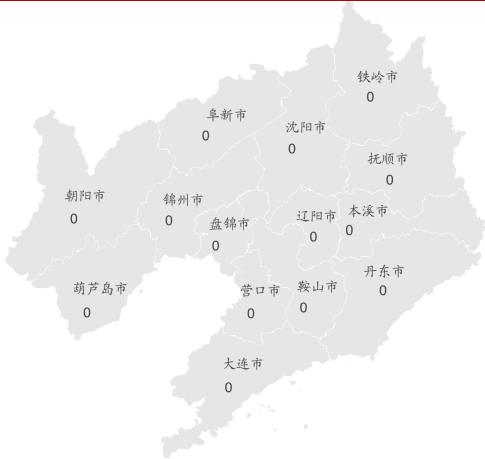 铁岭市
0
阜新市
0
沈阳市
0
抚顺市
0
朝阳市
0
锦州市
0
盘锦市
0
辽阳市
0
本溪市
0
丹东市
0
葫芦岛市
0
营口市
0
鞍山市
0
大连市
0